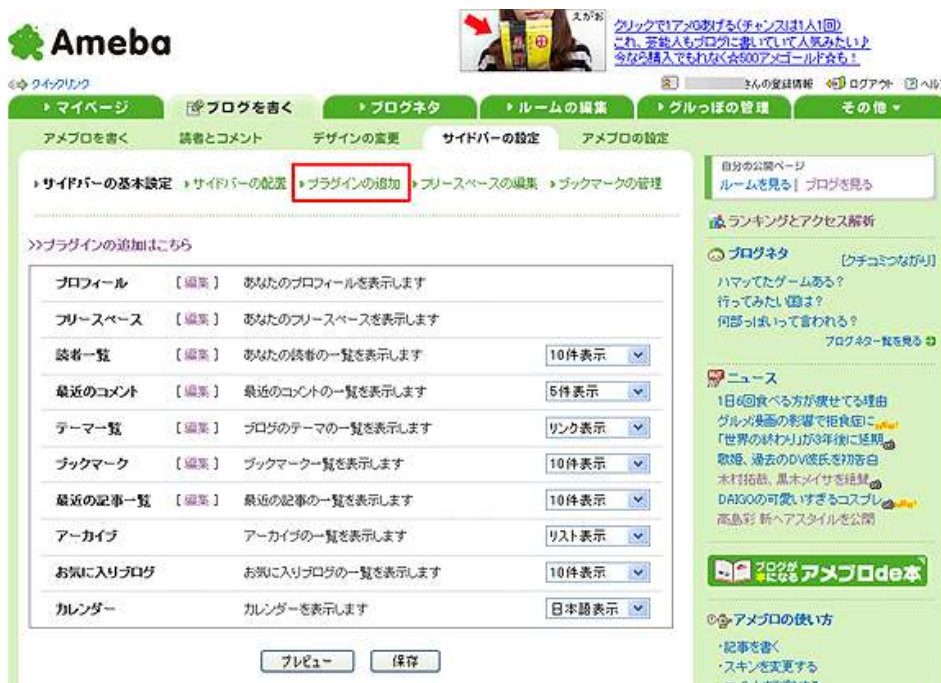 えがお
クリックで1アメGあげる(チャンスは1人1回)
これ、芸能人もブログに書いていて人気みたい♪
今なら購入でもれなく☆500アメゴールド☆も!
Ameba
クイックリンク
さんの登録情報 ログアウト ヘル
マイページ ブログを書く ブログネタ ルームの編集 グルっぽの管理 その他
アメブロを書く 読者とコメント デザインの変更 サイドバーの設定 アメブロの設定
サイドバーの基本設定 サイドバーの配置 プラグインの追加 フリースペースの編集 ブックマークの管理
>>プラグインの追加はこちら
プロフィール [編集] あなたのプロフィールを表示します
フリースペース [編集] あなたのフリースペースを表示します
読者一覧 [編集] あなたの読者の一覧を表示します 10件表示
最近のコメント [編集] 最近のコメントの一覧を表示します 5件表示
テーマ一覧 [編集] ブログのテーマの一覧を表示します リンク表示
ブックマーク [編集] ブックマーク一覧を表示します 10件表示
最近の記事一覧 [編集] 最近の記事の一覧を表示します 10件表示
アーカイブ アーカイブの一覧を表示します リスト表示
お気に入りブログ お気に入りブログの一覧を表示します 10件表示
カレンダー カレンダーを表示します 日本語表示
プレビュー 保存
自分の公開ページ
ルームを見る | ブログを見る
ランキングとアクセス解析
ブログネタ [クチコミつながり]
ハマってたゲームある?
行ってみたい国は?
何部っぽいって言われる?
ブログネタ一覧を見る
ニュース
1日6回食べる方が痩せてる理由
グルメ漫画の影響で拒食症に
「世界の終わり」が3年後に延期
歌姫、過去のDV彼氏を初告白
木村拓哉、黒木メイサを絶賛
DAIGOの可愛いすぎるコスプレ
高島彩 新ヘアスタイルを公開
ブログが本になる アメブロde本
アメブロの使い方
・記事を書く
・スキンを変更する